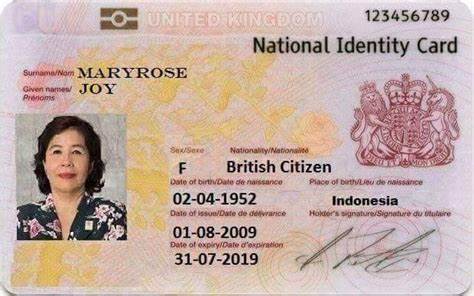 UNITED KINGDOM
123456789
National Identity Card
Surname/Nom MARYROSE
Given names/ JOY
Prénoms
Sex/Sexe Nationality/Nationalité
F British Citizen
Date of birth/Date de naissance Place of birth/Lieu de naissance
02-04-1952 Indonesia
Date of issue/Date de délivrance Holder's signature/Signature du titulaire
01-08-2009
Date of expiry/Date d'expiration
31-07-2019